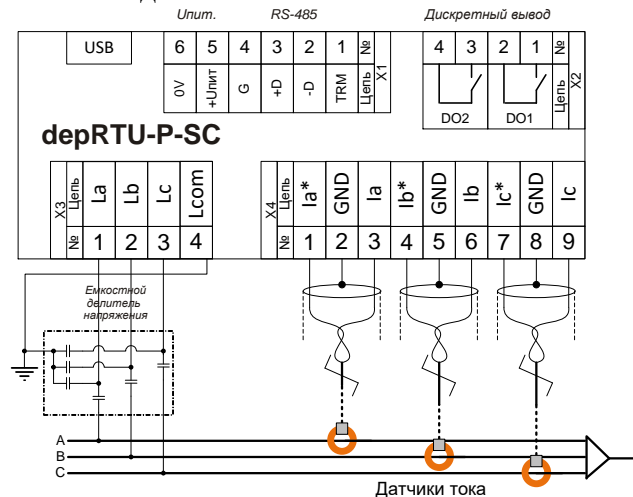 Uпит. RS-485 Дискретный вывод
USB
6 5 4 3 2 1 №
0V +Uпит G +D -D TRM Цепь
X1
4 3 2 1 №
DO2 DO1 Цепь
X2
depRTU-P-SC
X3 Цепь La Lb Lc Lcom
№ 1 2 3 4
X4 Цепь Ia* GND Ia Ib* GND Ib Ic* GND Ic
№ 1 2 3 4 5 6 7 8 9
Емкостной
делитель
напряжения
A
B
C
Датчики тока